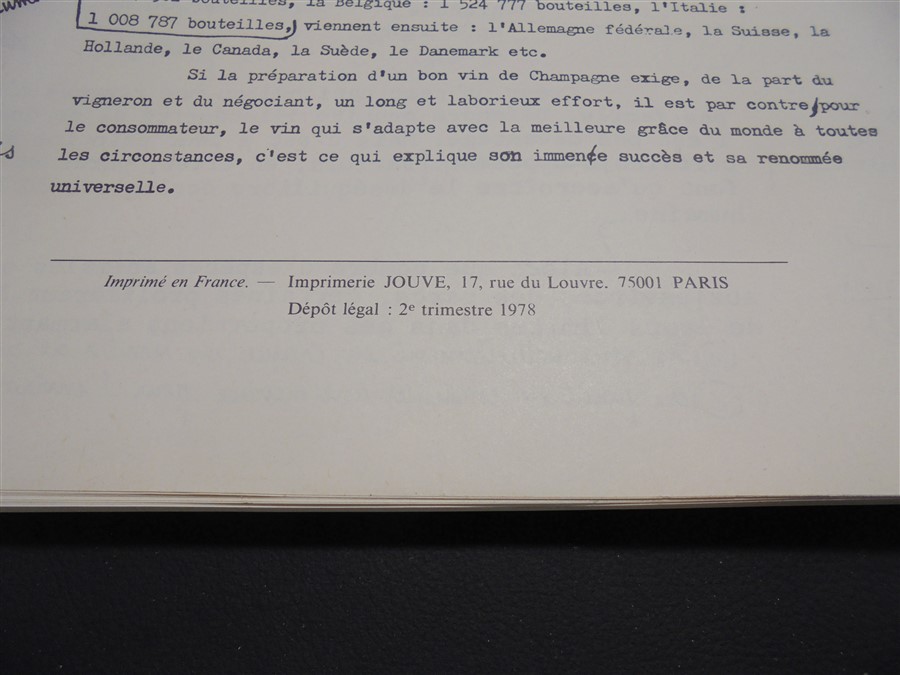 bouteilles, la Belgique : 1 524 777 bouteilles, l'Italie :
1 008 787 bouteilles, viennent ensuite : l'Allemagne fédérale, la Suisse, la
Hollande, le Canada, la Suède, le Danemark etc.
Si la préparation d'un bon vin de Champagne exige, de la part du
vigneron et du négociant, un long et laborieux effort, il est par contre, pour
le consommateur, le vin qui s'adapte avec la meilleure grâce du monde à toutes
les circonstances, c'est ce qui explique son immense succès et sa renommée
universelle.
Imprimé en France. — Imprimerie JOUVE, 17, rue du Louvre. 75001 PARIS
Dépôt légal : 2e trimestre 1978